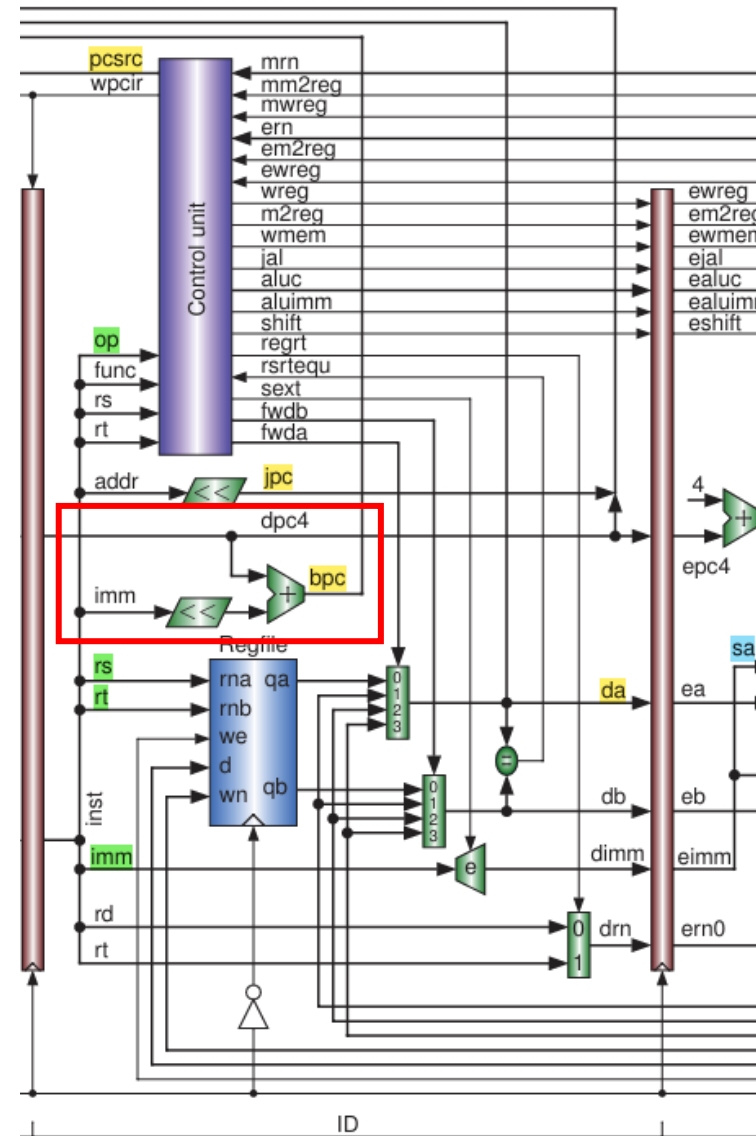 pcsrc
wpcir
Control unit
mrn
mm2reg
mwreg
ern
em2reg
ewreg
wreg
m2reg
wmem
jal
aluc
aluimm
shift
regrt
rsrtequ
sext
fwdb
fwda
ewreg
em2reg
ewmem
ejal
ealuc
ealuimm
eshift
op
func
rs
rt
addr
<<
jpc
dpc4
4
+
epc4
imm
<<
+
bpc
Regfile
rs
rt
rna qa
rnb
we
d
wn
qb
0
1
2
3
0
1
2
3
=
da
ea
sa
db
eb
inst
imm
e
dimm
eimm
rd
rt
0
1
drn
ern0
ID